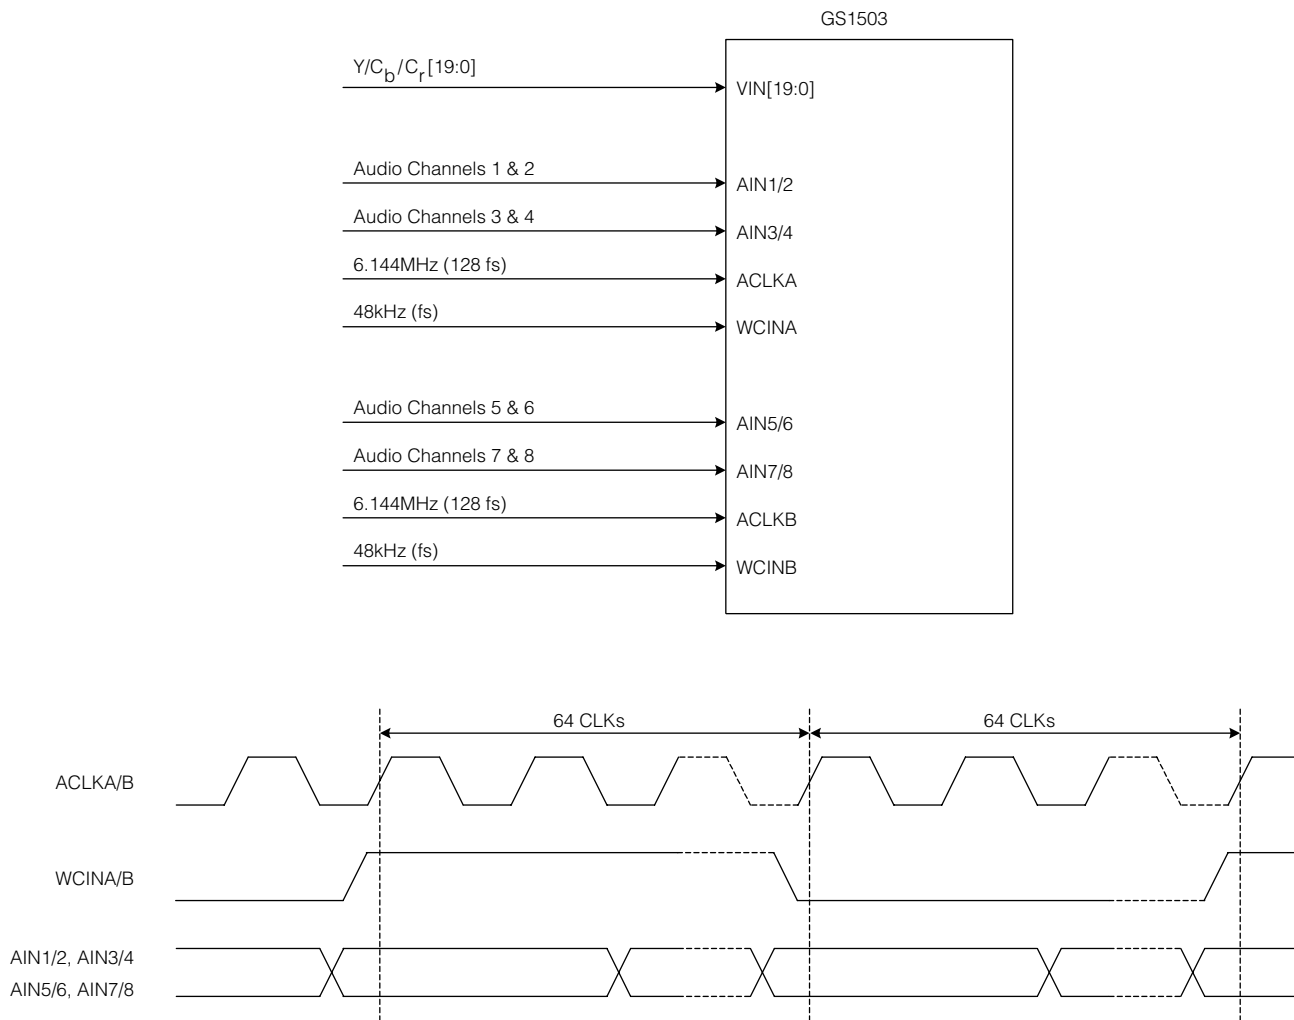 GS1503
Y/Cb/Cr[19:0]
VIN[19:0]
Audio Channels 1 & 2
AIN1/2
Audio Channels 3 & 4
AIN3/4
6.144MHz (128 fs)
ACLKA
48kHz (fs)
WCINA
Audio Channels 5 & 6
AIN5/6
Audio Channels 7 & 8
AIN7/8
6.144MHz (128 fs)
ACLKB
48kHz (fs)
WCINB
64 CLKs
64 CLKs
ACLKA/B
WCINA/B
AIN1/2, AIN3/4
AIN5/6, AIN7/8